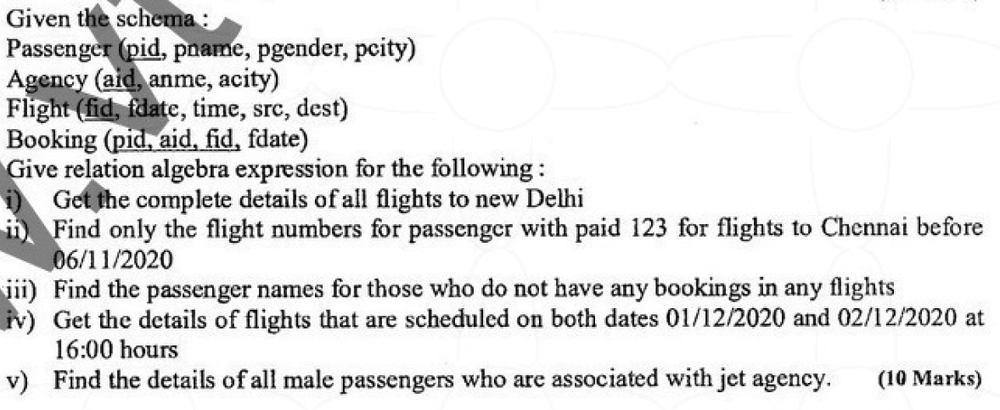 Given the schema :
Passenger (pid, pname, pgender, pcity)
Agency (aid, anme, acity)
Flight (fid, fdate, time, src, dest)
Booking (pid, aid, fid, fdate)
Give relation algebra expression for the following :
i) Get the complete details of all flights to new Delhi
ii) Find only the flight numbers for passenger with paid 123 for flights to Chennai before
06/11/2020
iii) Find the passenger names for those who do not have any bookings in any flights
iv) Get the details of flights that are scheduled on both dates 01/12/2020 and 02/12/2020 at
16:00 hours
v) Find the details of all male passengers who are associated with jet agency. (10 Marks)